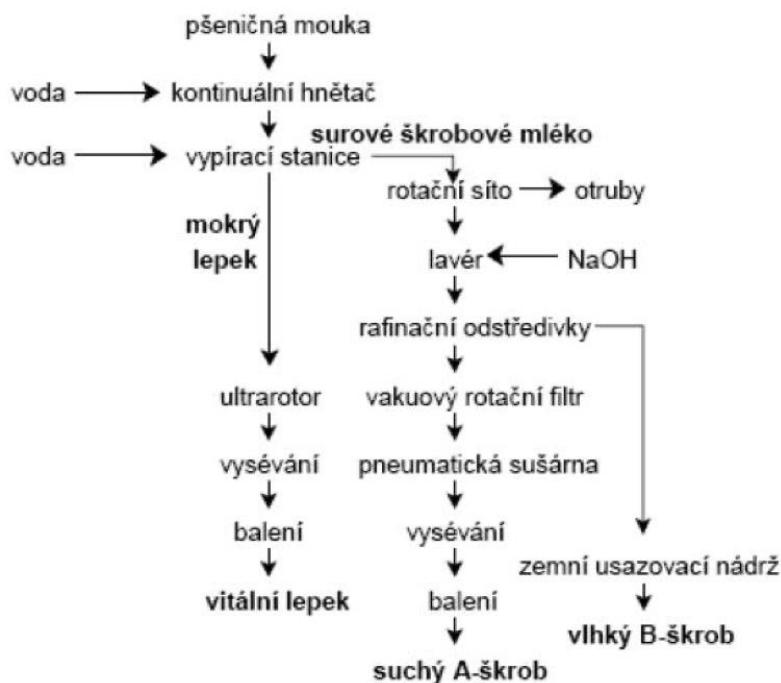 pšeničná mouka
voda
kontinuální hnětač
surové škrobové mléko
voda
vypírací stanice
rotační síto
otruby
mokrý
lepek
lavér
NaOH
rafinační odstředivky
ultrarotor
vakuový rotační filtr
vysévání
pneumatická sušárna
balení
vysévání
zemní usazovací nádrž
vitální lepek
balení
vlhký B-škrob
suchý A-škrob